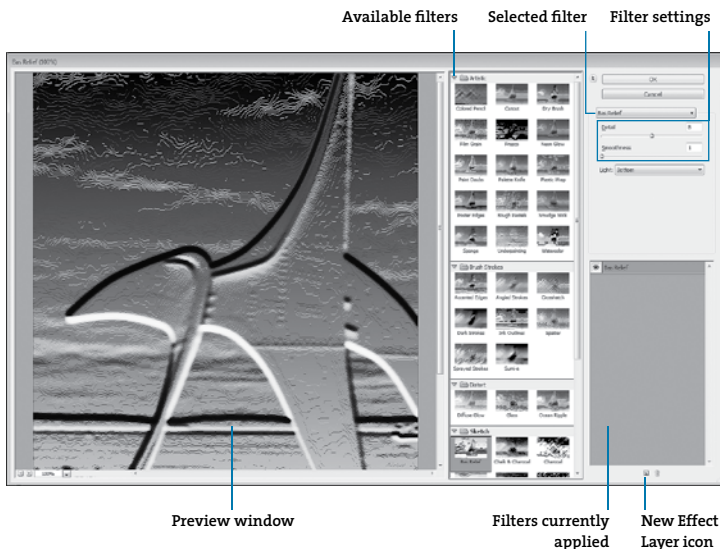 Available filters
Selected filter
Filter settings
Bas Relief (100%)
Artistic
Colored Pencil
Cutout
Dry Brush
Film Grain
Fresco
Neon Glow
Paint Daubs
Palette Knife
Plastic Wrap
Poster Edges
Rough Pastels
Smudge Stick
Sponge
Underpainting
Watercolor
Brush Strokes
Accented Edges
Angled Strokes
Crosshatch
Dark Strokes
Ink Outlines
Spatter
Sprayed Strokes
Sumi-e
Distort
Diffuse Glow
Glass
Ocean Ripple
Sketch
Bas Relief
Chalk & Charcoal
Charcoal
OK
Cancel
Bas Relief
Detail
Smoothness
Light: Bottom
Bas Relief
100%
Preview window
Filters currently
applied
New Effect
Layer icon